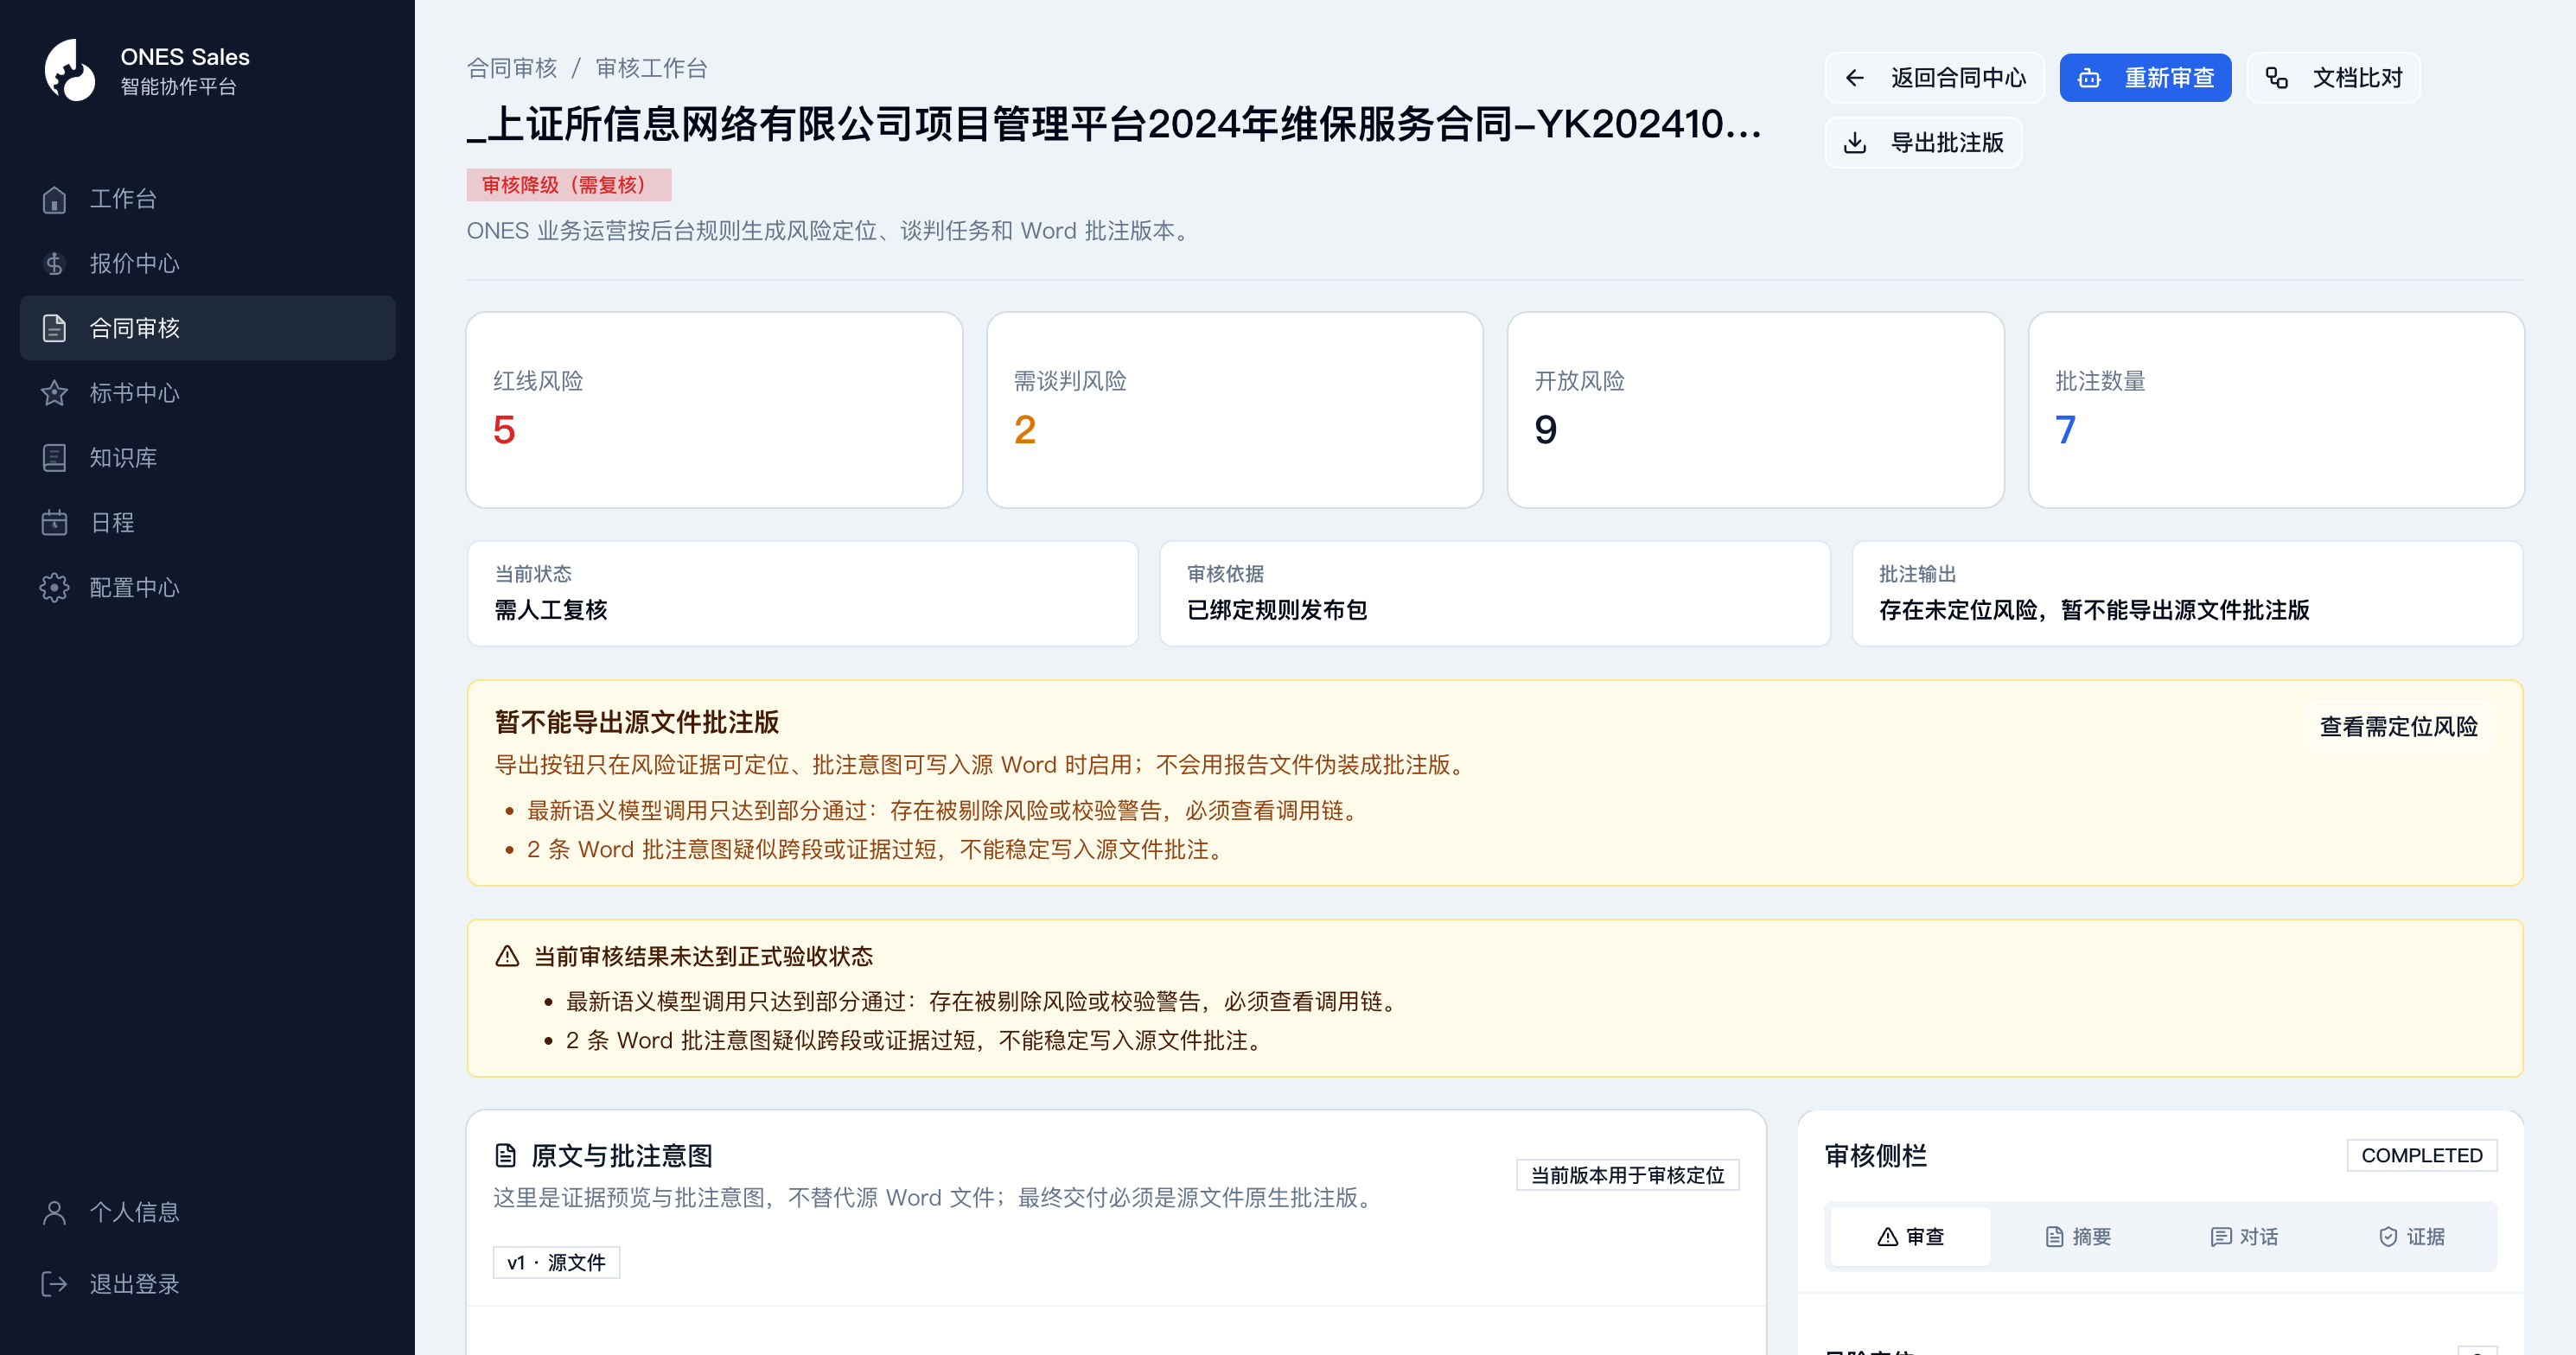 ONES Sales
智能协作平台
工作台
报价中心
合同审核
标书中心
知识库
日程
配置中心
个人信息
退出登录
合同审核 / 审核工作台
_上证所信息网络有限公司项目管理平台2024年维保服务合同-YK202410...
审核降级（需复核）
ONES 业务运营按后台规则生成风险定位、谈判任务和 Word 批注版本。
返回合同中心
重新审查
文档比对
导出批注版
红线风险
5
需谈判风险
2
开放风险
9
批注数量
7
当前状态
需人工复核
审核依据
已绑定规则发布包
批注输出
存在未定位风险，暂不能导出源文件批注版
暂不能导出源文件批注版
查看需定位风险
导出按钮只在风险证据可定位、批注意图可写入源 Word 时启用；不会用报告文件伪装成批注版。
• 最新语义模型调用只达到部分通过：存在被剔除风险或校验警告，必须查看调用链。
• 2 条 Word 批注意图疑似跨段或证据过短，不能稳定写入源文件批注。
当前审核结果未达到正式验收状态
• 最新语义模型调用只达到部分通过：存在被剔除风险或校验警告，必须查看调用链。
• 2 条 Word 批注意图疑似跨段或证据过短，不能稳定写入源文件批注。
原文与批注意图
这里是证据预览与批注意图，不替代源 Word 文件；最终交付必须是源文件原生批注版。
当前版本用于审核定位
v1 · 源文件
审核侧栏
COMPLETED
审查
摘要
对话
证据